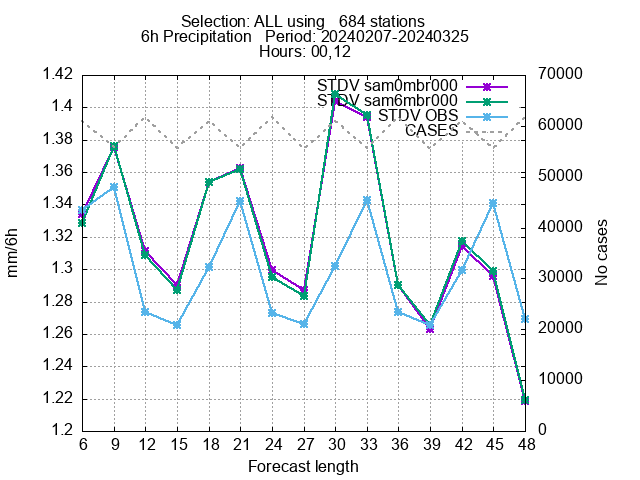 Selection: ALL using   684 stations
6h Precipitation   Period: 20240207-20240325
Hours: 00,12
STDV sam0mbr000
STDV sam6mbr000
STDV OBS
CASES
mm/6h
1.42
1.4
1.38
1.36
1.34
1.32
1.3
1.28
1.26
1.24
1.22
1.2
70000
60000
50000
40000
30000
20000
10000
0
No cases
6 9 12 15 18 21 24 27 30 33 36 39 42 45 48
Forecast length